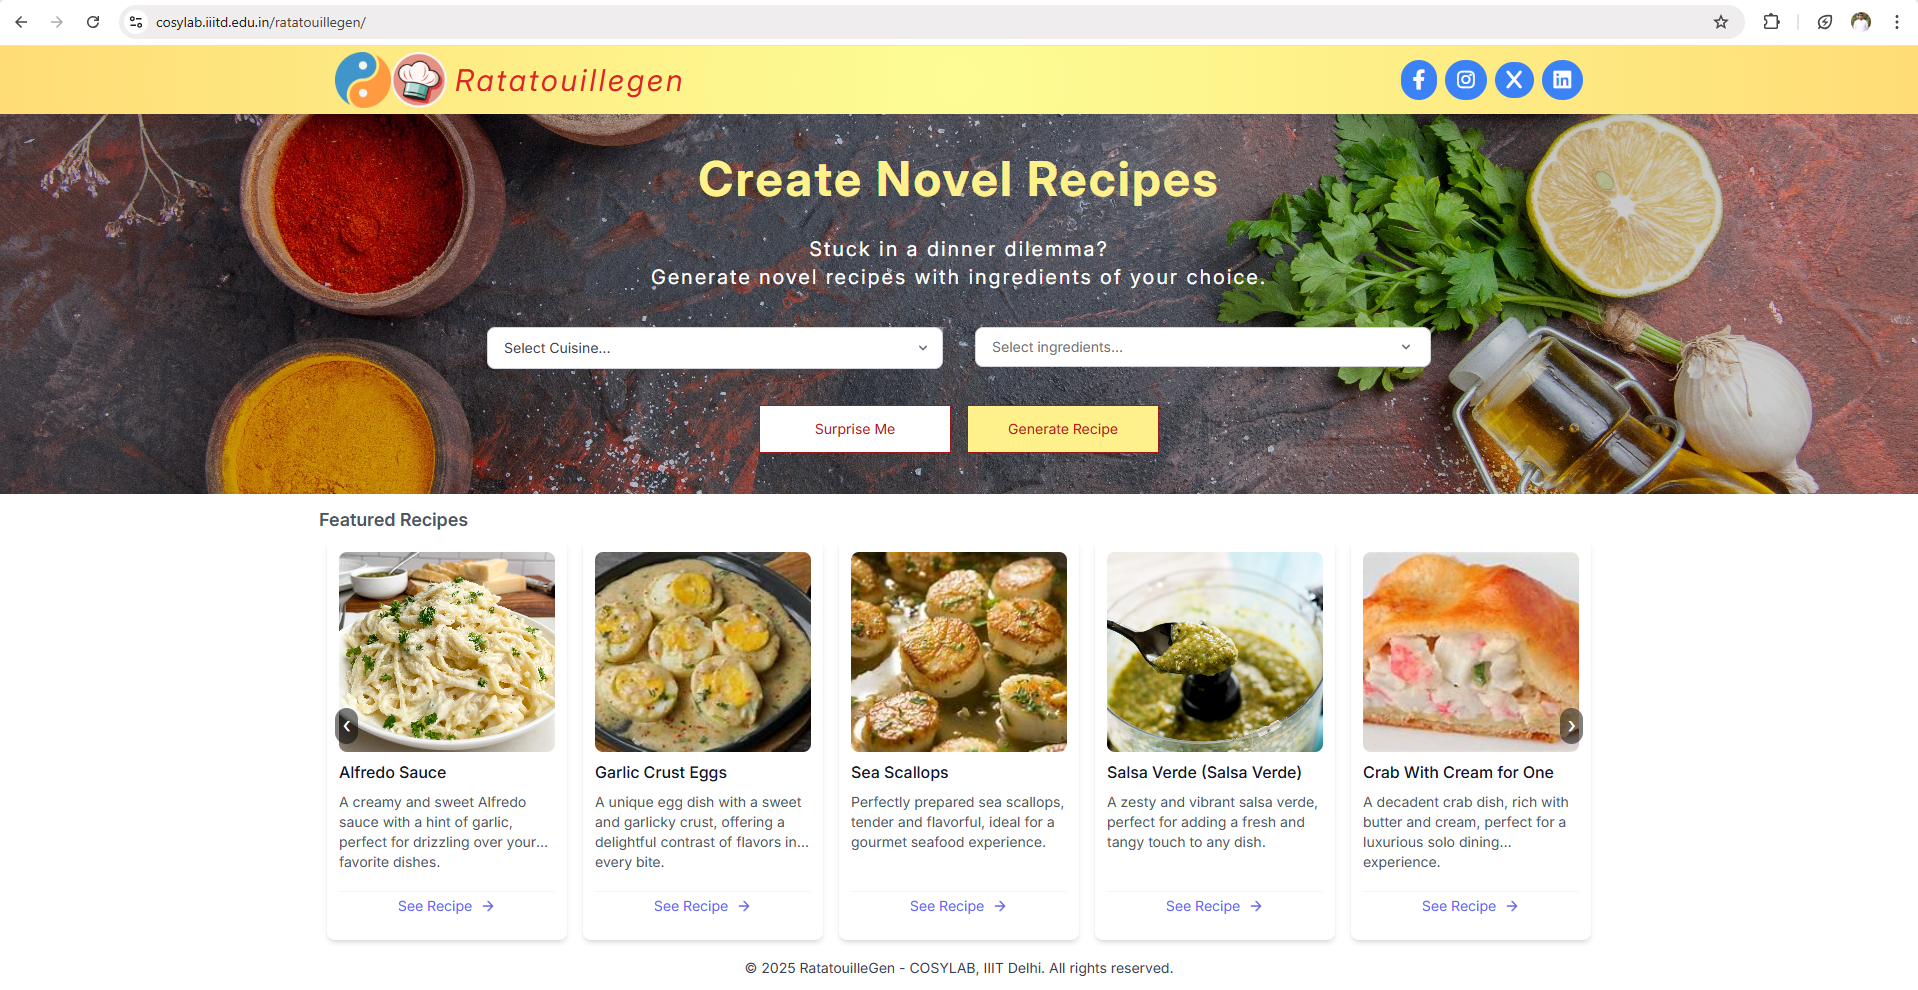 cosylab.iiitd.edu.in/ratatouillegen/
Ratatouillegen
Create Novel Recipes
Stuck in a dinner dilemma?
Generate novel recipes with ingredients of your choice.
Select Cuisine...
Select ingredients...
Surprise Me
Generate Recipe
Featured Recipes
Alfredo Sauce
A creamy and sweet Alfredo
sauce with a hint of garlic,
perfect for drizzling over your...
favorite dishes.
See Recipe →
Garlic Crust Eggs
A unique egg dish with a sweet
and garlicky crust, offering a
delightful contrast of flavors in...
every bite.
See Recipe →
Sea Scallops
Perfectly prepared sea scallops,
tender and flavorful, ideal for a
gourmet seafood experience.
See Recipe →
Salsa Verde (Salsa Verde)
A zesty and vibrant salsa verde,
perfect for adding a fresh and
tangy touch to any dish.
See Recipe →
Crab With Cream for One
A decadent crab dish, rich with
butter and cream, perfect for a
luxurious solo dining...
experience.
See Recipe →
© 2025 RatatouilleGen - COSYLAB, IIIT Delhi. All rights reserved.